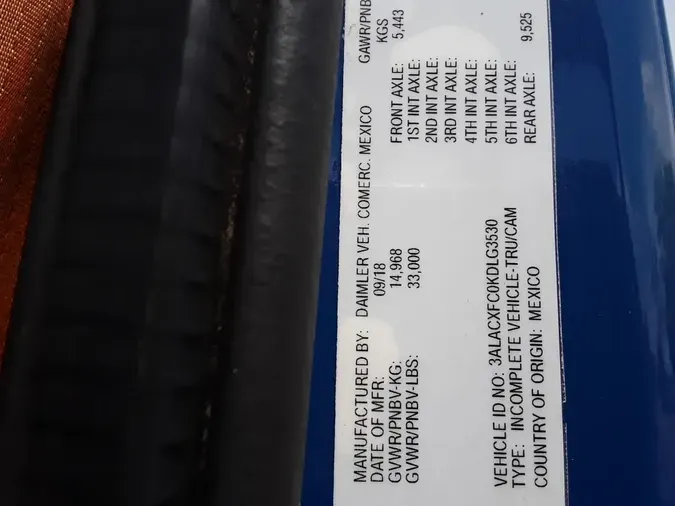 MANUFACTURED BY: DAIMLER VEH. COMERC. MEXICO
DATE OF MFR: 09/18
GVWR/PNBV-KG: 14,968
GVWR/PNBV-LBS: 33,000
GAWR/PNB
KGS
FRONT AXLE: 5,443
1ST INT AXLE:
2ND INT AXLE:
3RD INT AXLE:
4TH INT AXLE:
5TH INT AXLE:
6TH INT AXLE:
REAR AXLE: 9,525
VEHICLE ID NO: 3ALACXFC0KDLG3530
TYPE: INCOMPLETE VEHICLE-TRU/CAM
COUNTRY OF ORIGIN: MEXICO